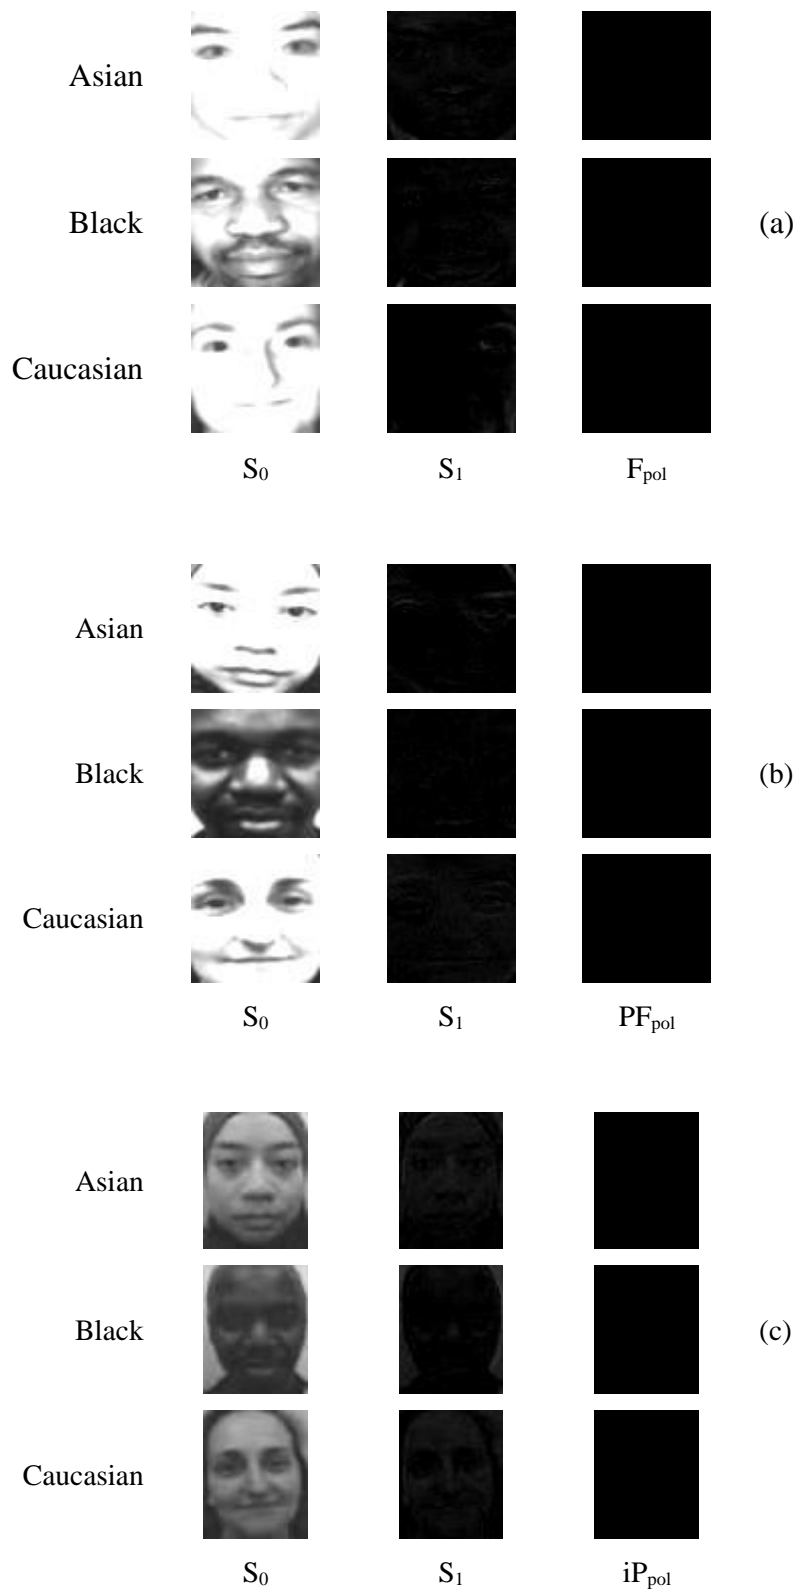 Asian
Black
(a)
Caucasian
S₀ S₁ Fₚₒₗ
Asian
Black
(b)
Caucasian
S₀ S₁ PFₚₒₗ
Asian
Black
(c)
Caucasian
S₀ S₁ iPₚₒₗ